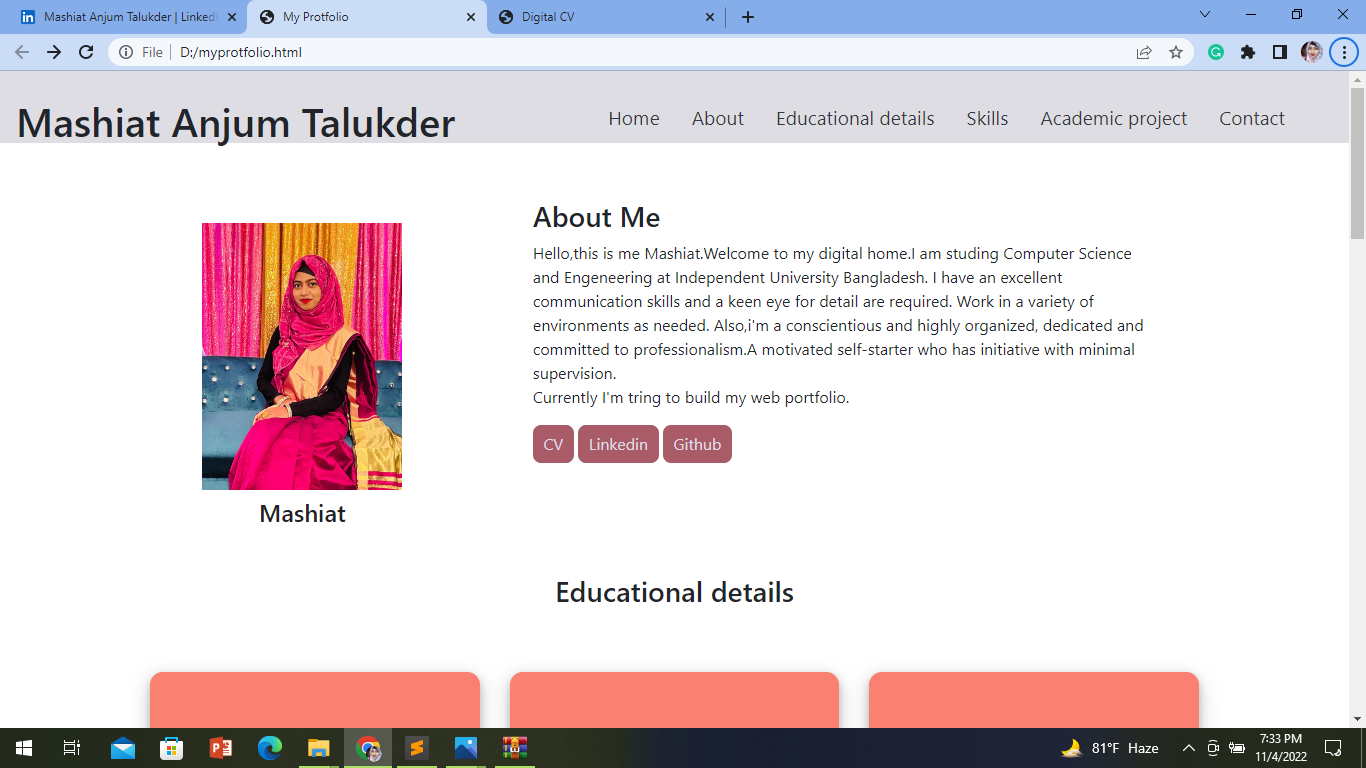 Mashiat Anjum Talukder | LinkedI
My Protfolio
Digital CV
File
D:/myprotfolio.html
Mashiat Anjum Talukder
Home
About
Educational details
Skills
Academic project
Contact
About Me
Hello,this is me Mashiat.Welcome to my digital home.I am studing Computer Science
and Engeneering at Independent University Bangladesh. I have an excellent
communication skills and a keen eye for detail are required. Work in a variety of
environments as needed. Also,i'm a conscientious and highly organized, dedicated and
committed to professionalism.A motivated self-starter who has initiative with minimal
supervision.
Currently I'm tring to build my web portfolio.
CV
Linkedin
Github
Mashiat
Educational details
81°F Haze
7:33 PM
11/4/2022